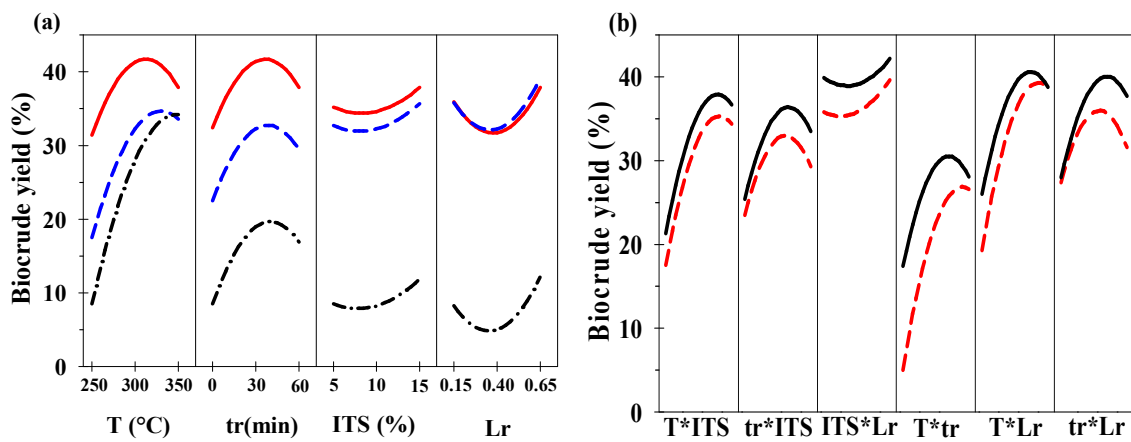 (a)
Biocrude yield (%)
40
30
20
10
0
250 300 350
0 30 60
5 10 15
0.15 0.40 0.65
T (°C) tr(min) ITS (%) Lr
(b)
Biocrude yield (%)
40
30
20
10
0
T*ITS tr*ITS ITS*Lr T*tr T*Lr tr*Lr